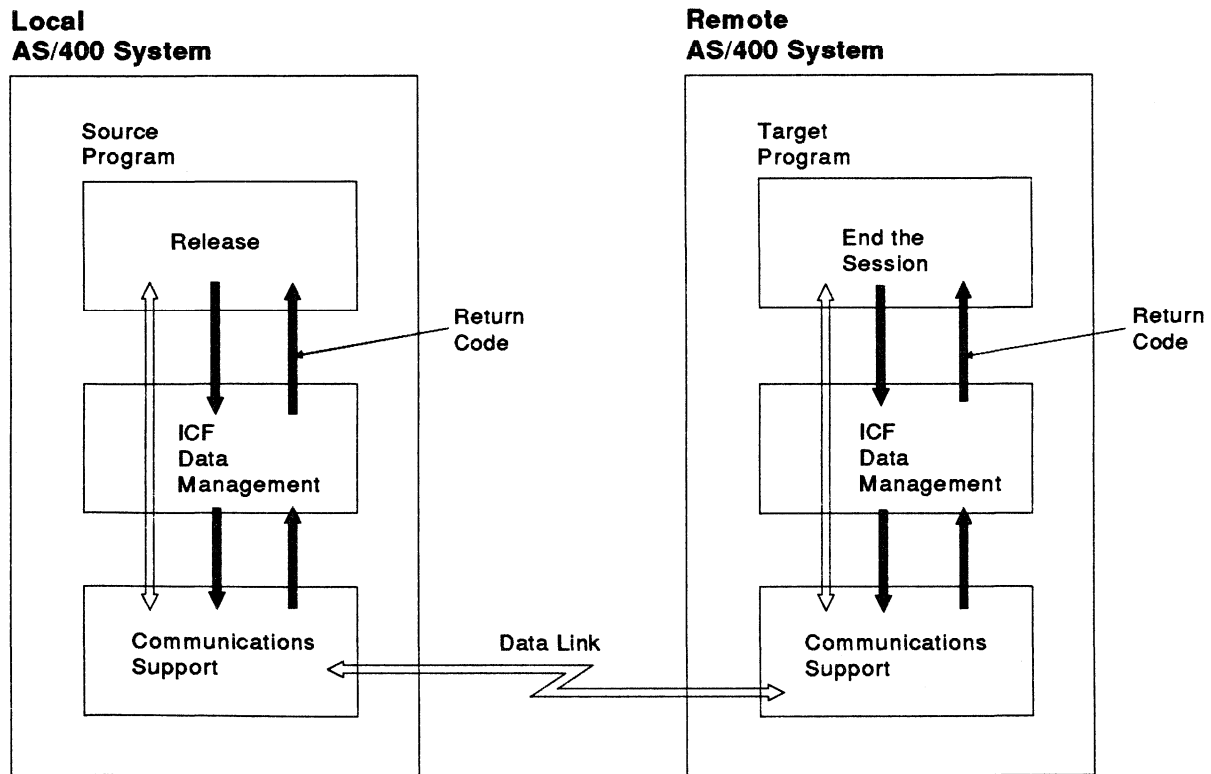 Local
AS/400 System
Remote
AS/400 System
Source
Program
Target
Program
Release
End the
Session
Return
Code
Return
Code
ICF
Data
Management
ICF
Data
Management
Data Link
Communications
Support
Communications
Support